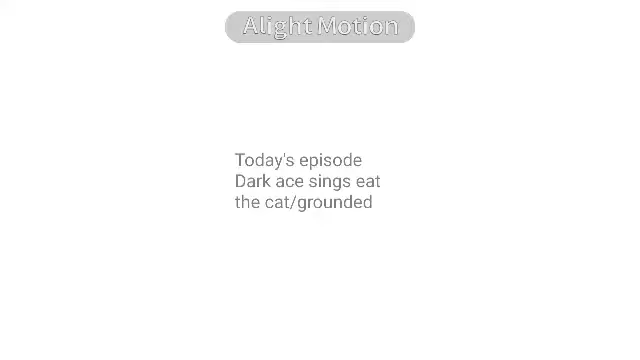 Alight Motion
Today's episode
Dark ace sings eat
the cat/grounded